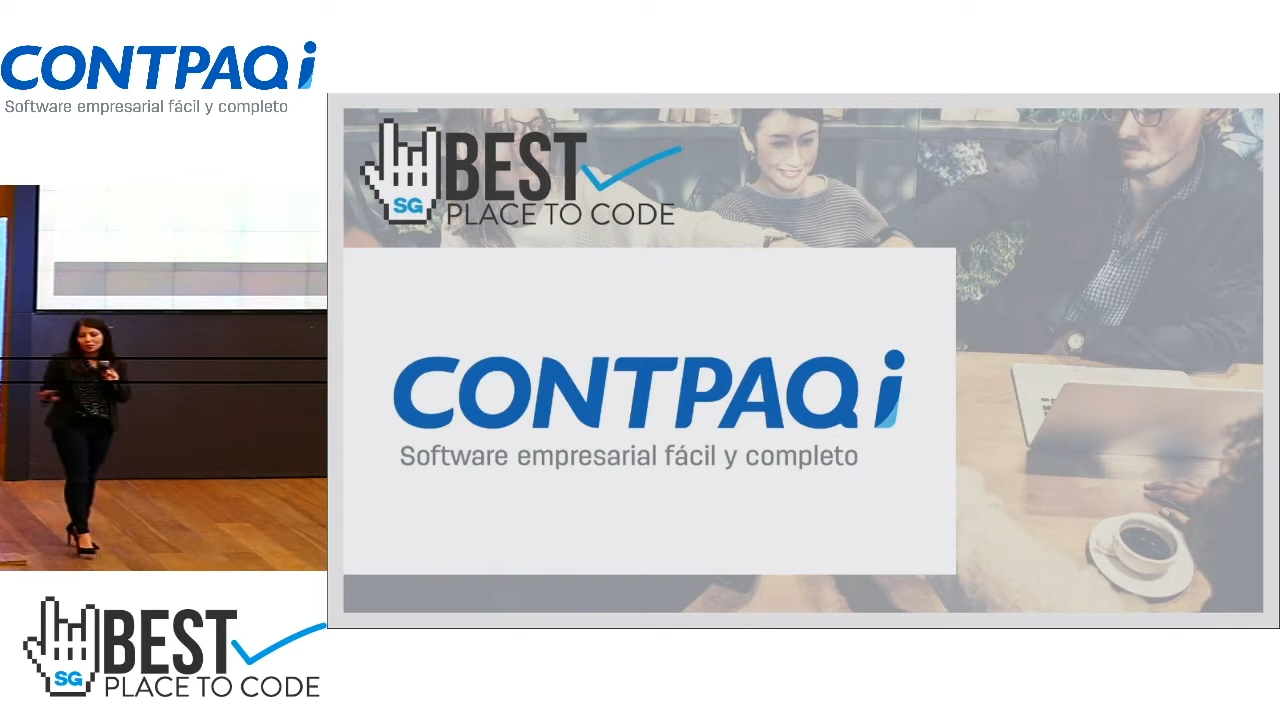 CONTPAQi
Software empresarial fácil y completo
SG
BEST
PLACE TO CODE
CONTPAQi
Software empresarial fácil y completo
SG
BEST
PLACE TO CODE